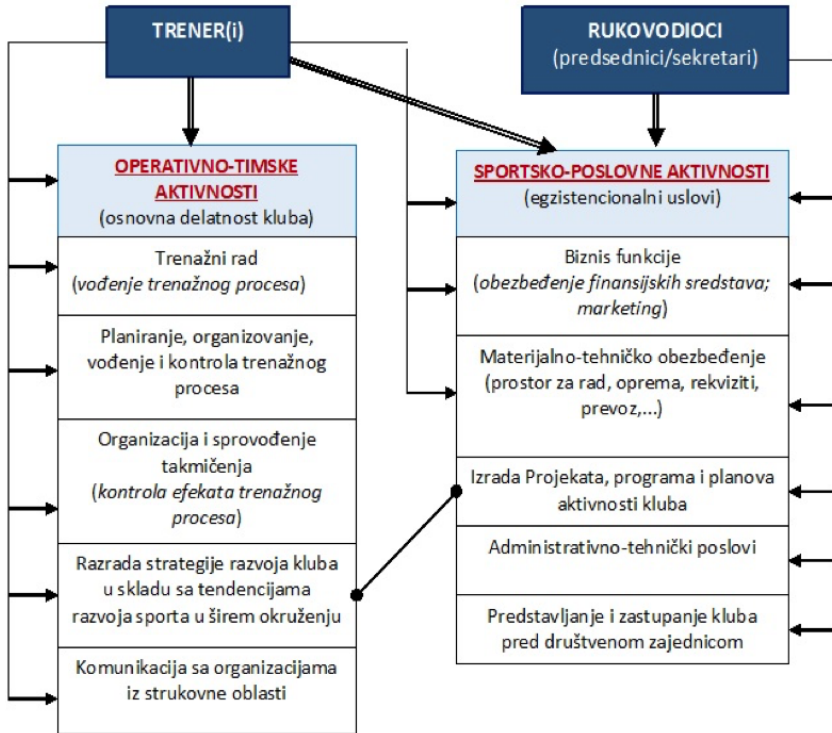 TRENER(i)
RUKOVODIOCI
(predsednici/sekretari)
OPERATIVNO-TIMSKE
AKTIVNOSTI
(osnovna delatnost kluba)
Trenažni rad
(vođenje trenažnog procesa)
Planiranje, organizovanje,
vođenje i kontrola trenažnog
procesa
Organizacija i sprovođenje
takmičenja
(kontrola efekata trenažnog
procesa)
Razrada strategije razvoja kluba
u skladu sa tendencijama
razvoja sporta u širem okruženju
Komunikacija sa organizacijama
iz strukovne oblasti
SPORTSKO-POSLOVNE AKTIVNOSTI
(egzistencionalni uslovi)
Biznis funkcije
(obezbeđenje finansijskih sredstava;
marketing)
Materijalno-tehničko obezbeđenje
(prostor za rad, oprema, rekviziti,
prevoz,...)
Izrada Projekata, programa i planova
aktivnosti kluba
Administrativno-tehnički poslovi
Predstavljanje i zastupanje kluba
pred društvenom zajednicom